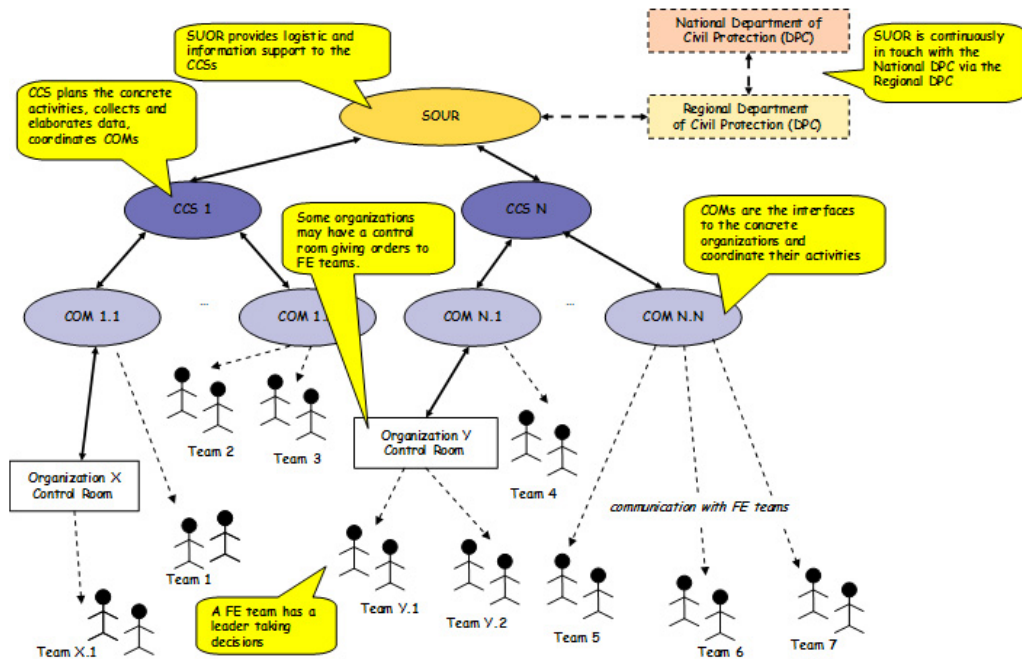 SUOR provides logistic and
information support to the
CCSs
National Department of
Civil Protection (DPC)
SUOR is continuously
in touch with the
National DPC via the
Regional DPC
CCS plans the concrete
activities, collects and
elaborates data,
coordinates COMs
SOUR
Regional Department
of Civil Protection (DPC)
CCS 1
CCS N
Some organizations
may have a control
room giving orders to
FE teams.
COMs are the interfaces
to the concrete
organizations and
coordinate their activities
COM 1.1
...
COM 1.
COM N.1
...
COM N.N
Team 2
Team 3
Organization Y
Control Room
Team 4
Organization X
Control Room
communication with FE teams
Team 1
A FE team has a
leader taking
decisions
Team Y.1
Team Y.2
Team 5
Team 6
Team 7
Team X.1